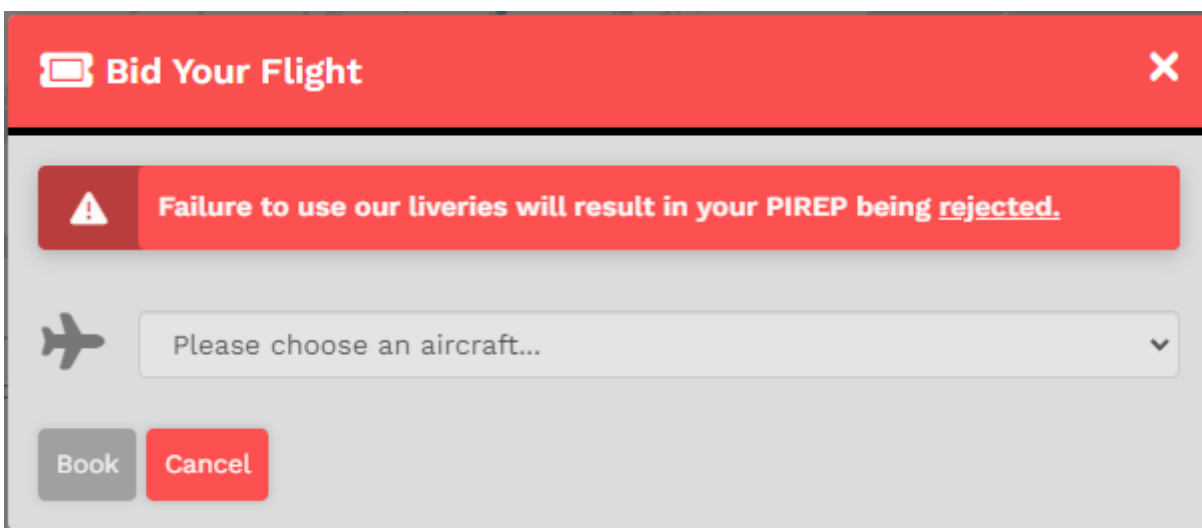 Bid Your Flight
Failure to use our liveries will result in your PIREP being rejected.
Please choose an aircraft...
Book
Cancel